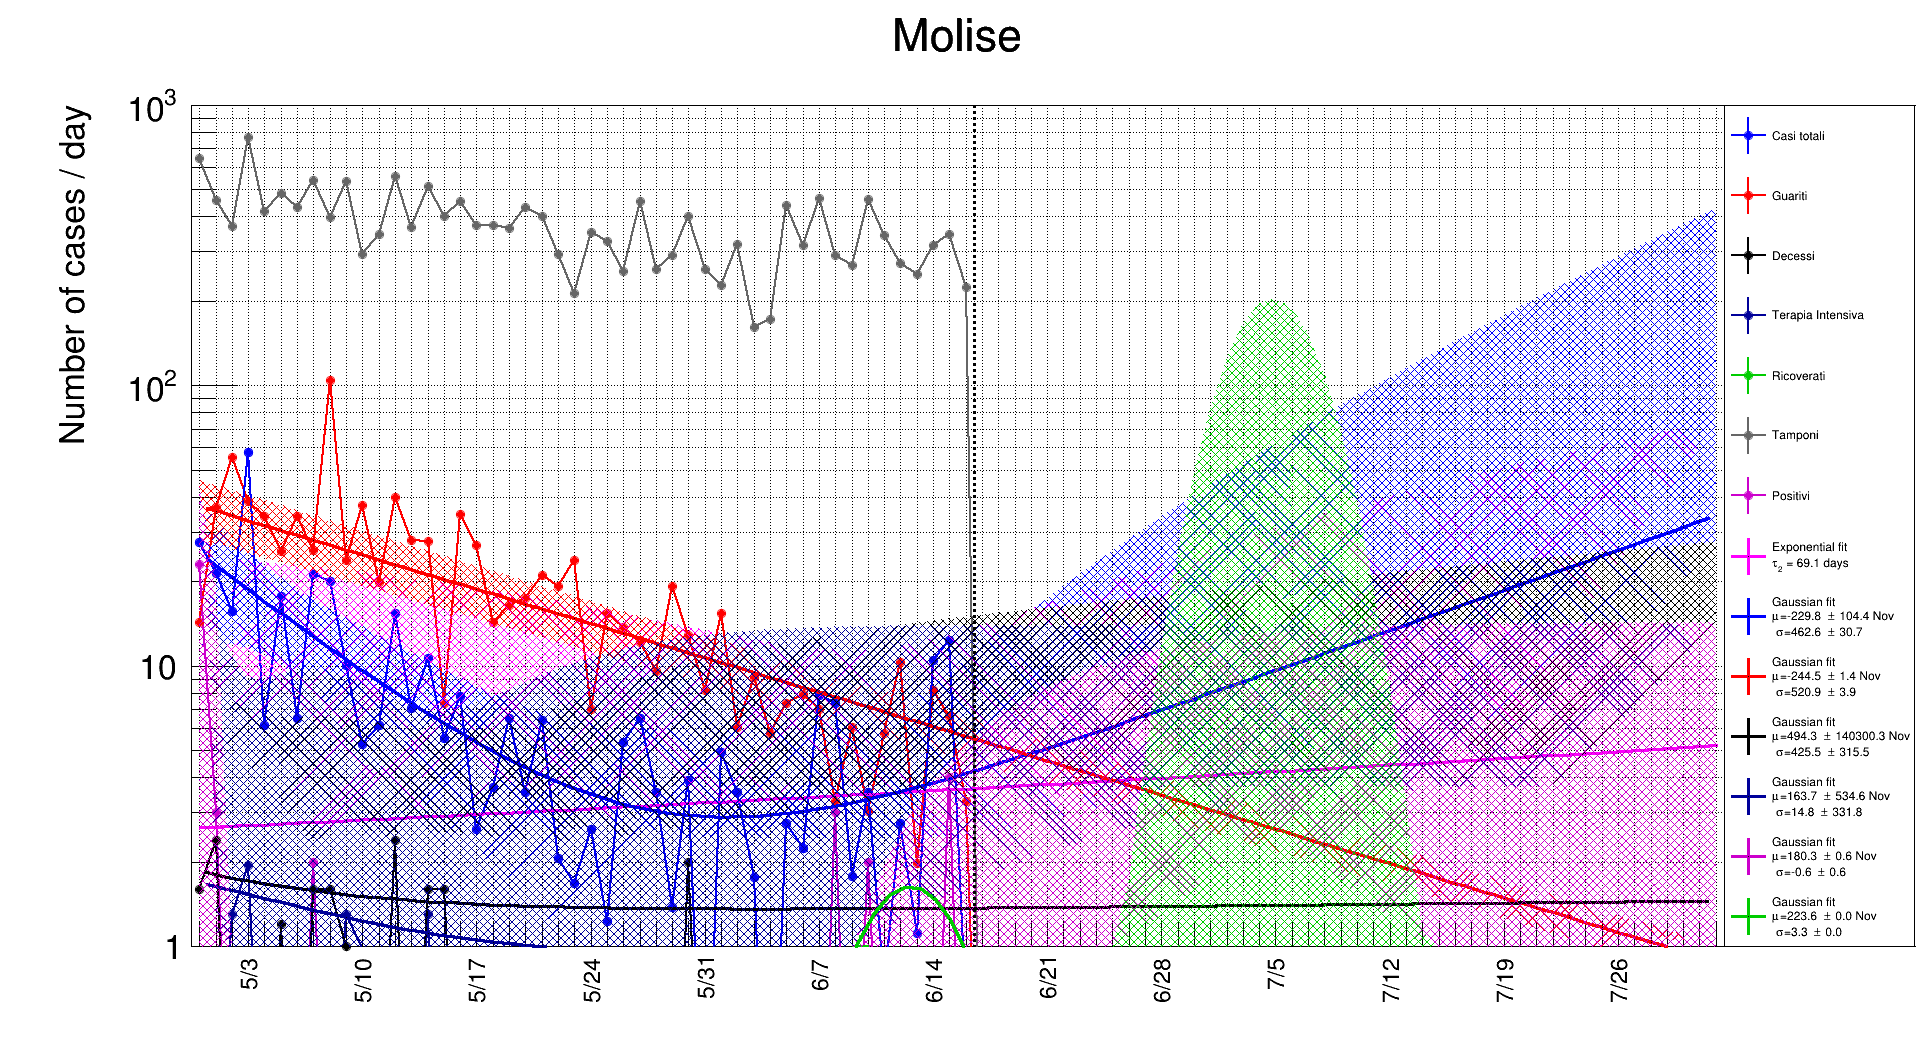 Molise
Number of cases / day
10³
10²
10
1
5/3
5/10
5/17
5/24
5/31
6/7
6/14
6/21
6/28
7/5
7/12
7/19
7/26
Casi totali
Guariti
Decessi
Terapia Intensiva
Ricoverati
Tamponi
Positivi
Exponential fit
τ₂ = 69.1 days
Gaussian fit
μ=-229.8 ± 104.4 Nov
σ=462.6 ± 30.7
Gaussian fit
μ=-244.5 ± 1.4 Nov
σ=520.9 ± 3.9
Gaussian fit
μ=494.3 ± 140300.3 Nov
σ=425.5 ± 315.5
Gaussian fit
μ=163.7 ± 534.6 Nov
σ=14.8 ± 331.8
Gaussian fit
μ=180.3 ± 0.6 Nov
σ=-0.6 ± 0.6
Gaussian fit
μ=223.6 ± 0.0 Nov
σ=3.3 ± 0.0